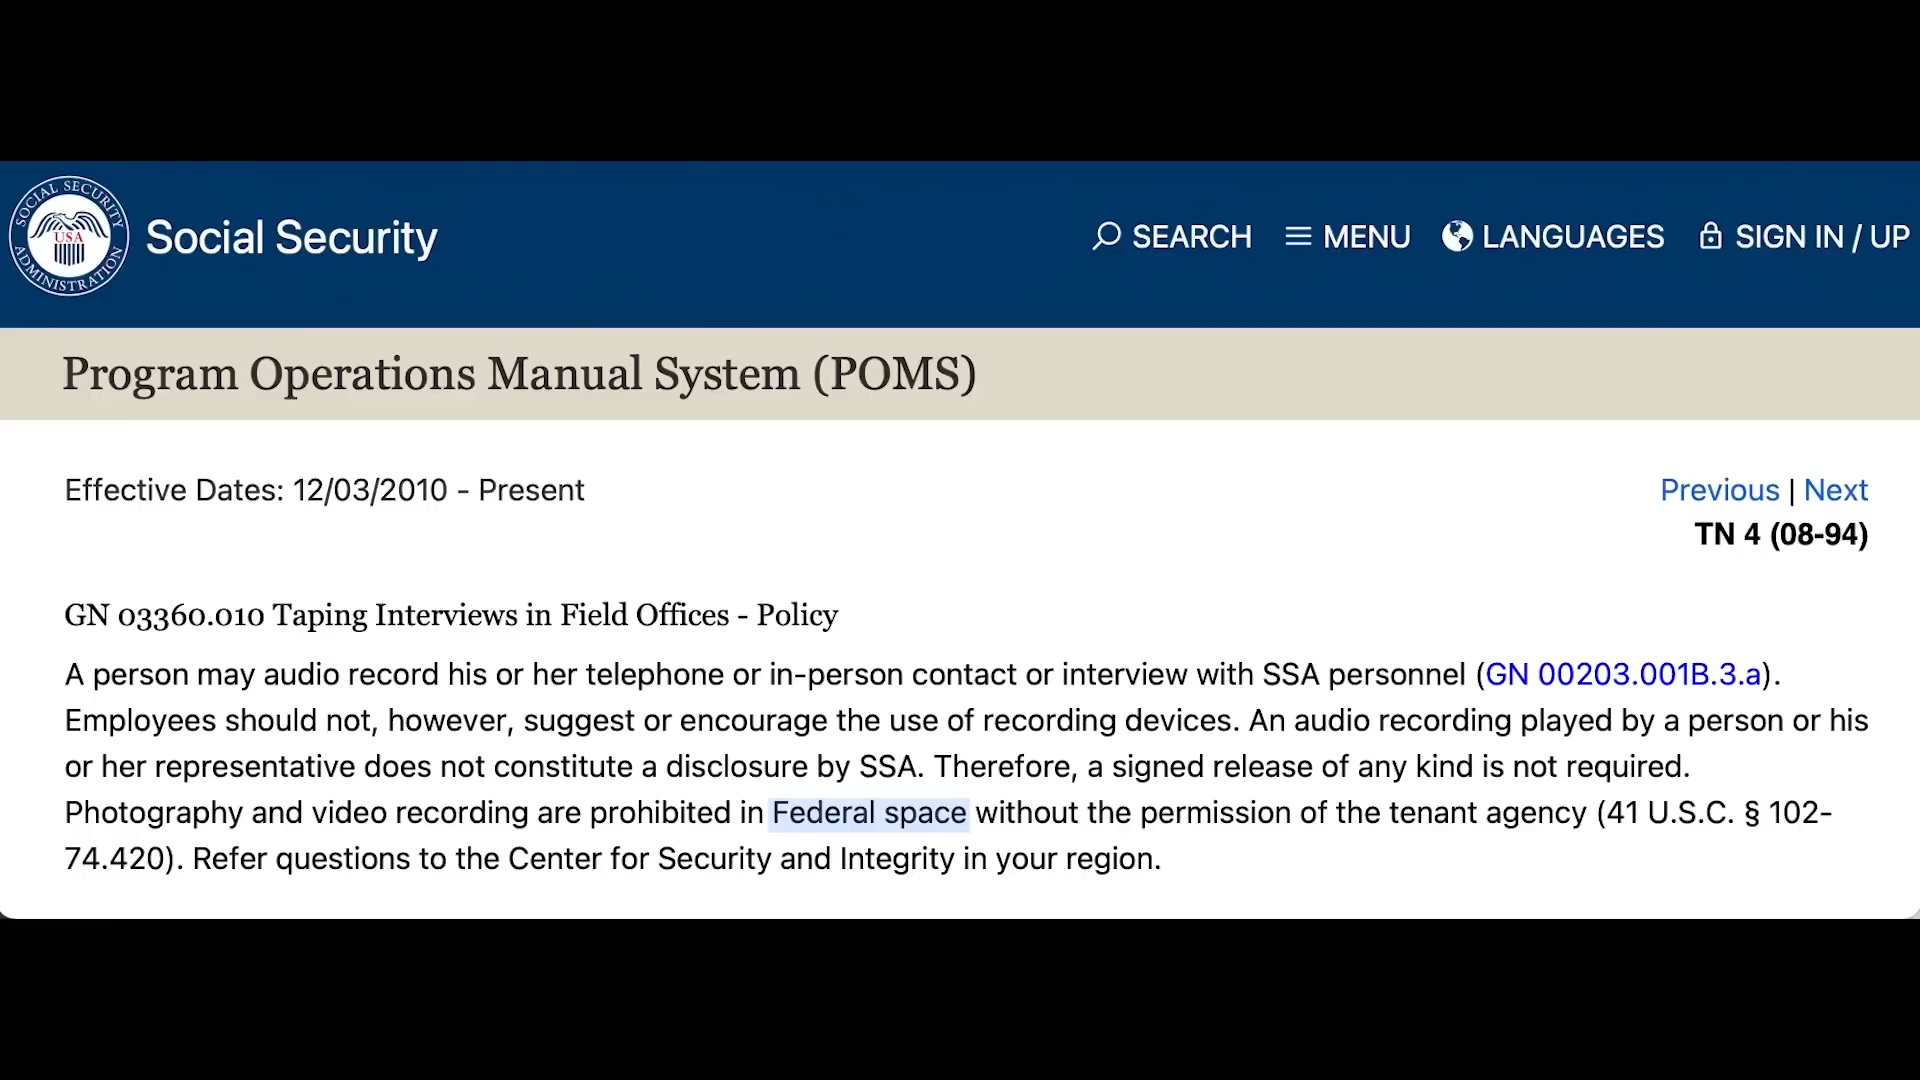 SOCIAL SECURITY ADMINISTRATION
USA
Social Security
SEARCH
MENU
LANGUAGES
SIGN IN / UP
Program Operations Manual System (POMS)
Effective Dates: 12/03/2010 - Present
Previous | Next
TN 4 (08-94)
GN 03360.010 Taping Interviews in Field Offices - Policy
A person may audio record his or her telephone or in-person contact or interview with SSA personnel (GN 00203.001B.3.a).
Employees should not, however, suggest or encourage the use of recording devices. An audio recording played by a person or his
or her representative does not constitute a disclosure by SSA. Therefore, a signed release of any kind is not required.
Photography and video recording are prohibited in Federal space without the permission of the tenant agency (41 U.S.C. § 102-
74.420). Refer questions to the Center for Security and Integrity in your region.